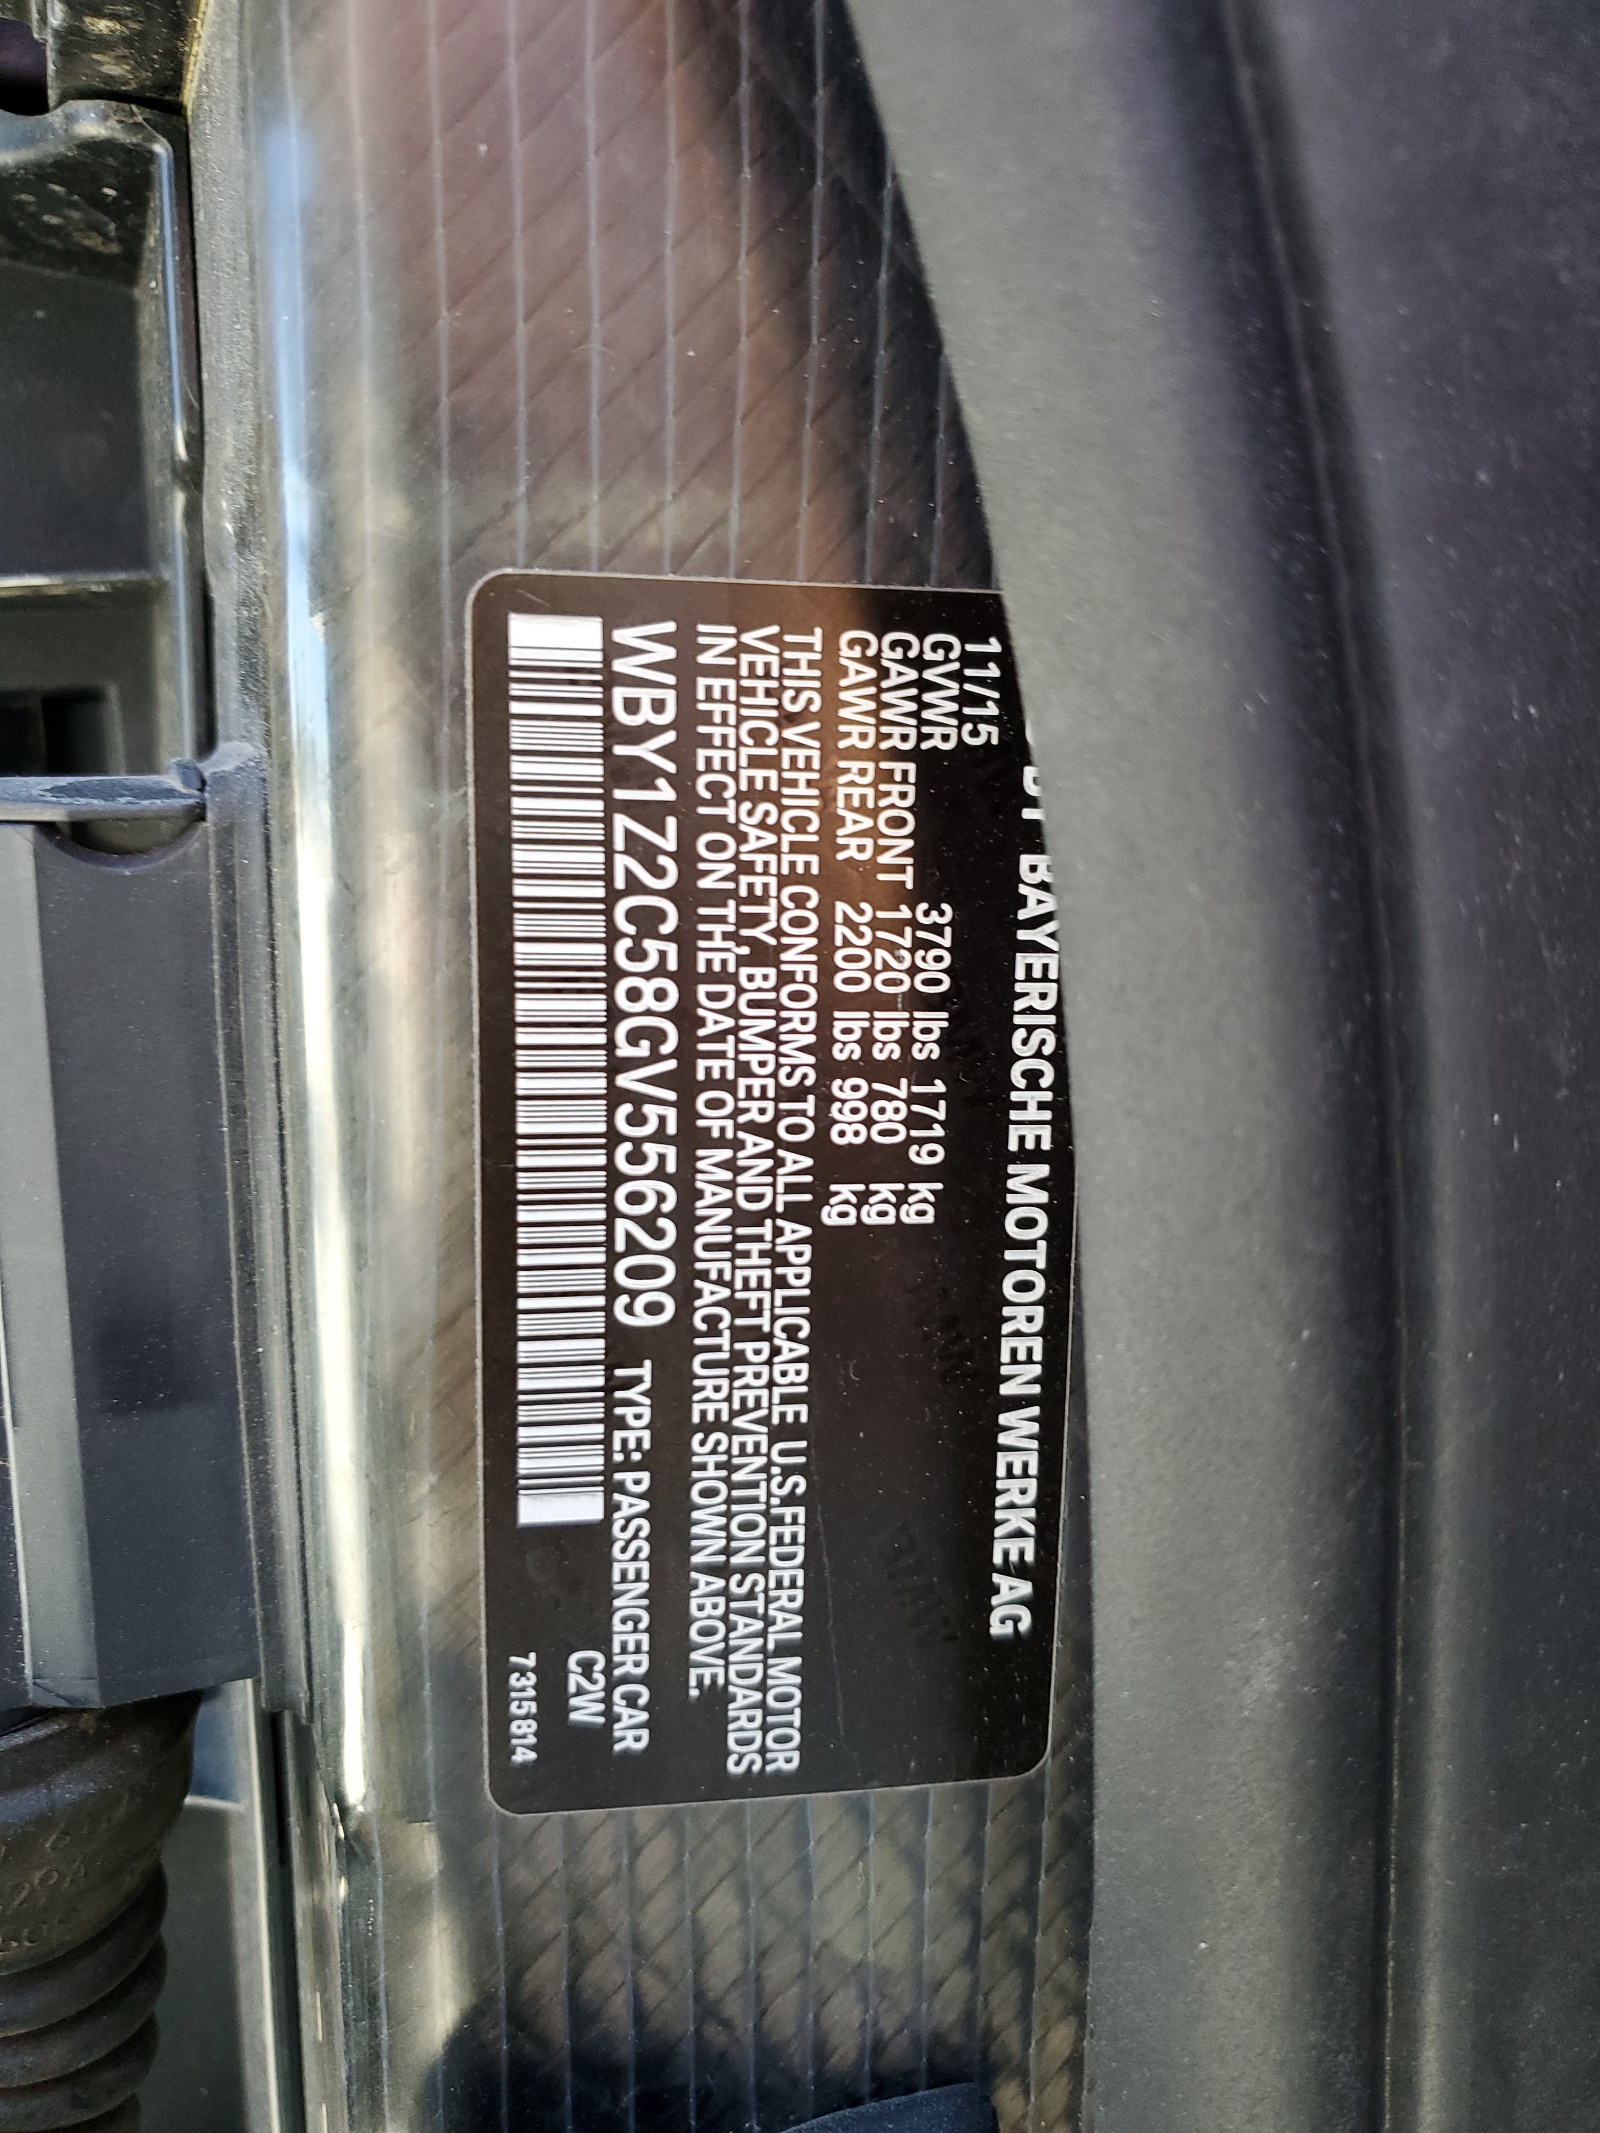 BAYERISCHE MOTOREN WERKE AG
11/15
GVWR 3790 lbs 1719 kg
GAWR FRONT 1720 lbs 780 kg
GAWR REAR 2200 lbs 998 kg
THIS VEHICLE CONFORMS TO ALL APPLICABLE U.S.FEDERAL MOTOR
VEHICLE SAFETY, BUMPER AND THEFT PREVENTION STANDARDS
IN EFFECT ON THE DATE OF MANUFACTURE SHOWN ABOVE.
WBY1Z2C58GV556209 TYPE: PASSENGER CAR
C2W
7315814